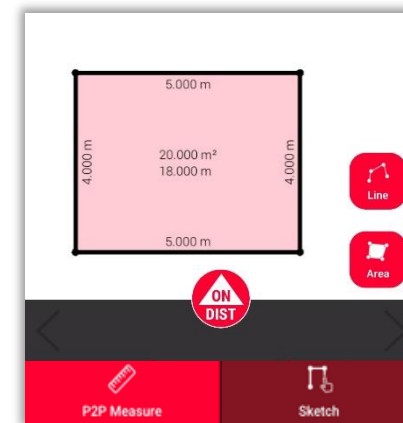 5.000 m
4.000 m
20.000 m²
18.000 m
4.000 m
5.000 m
Line
Area
ON
DIST
P2P Measure
Sketch